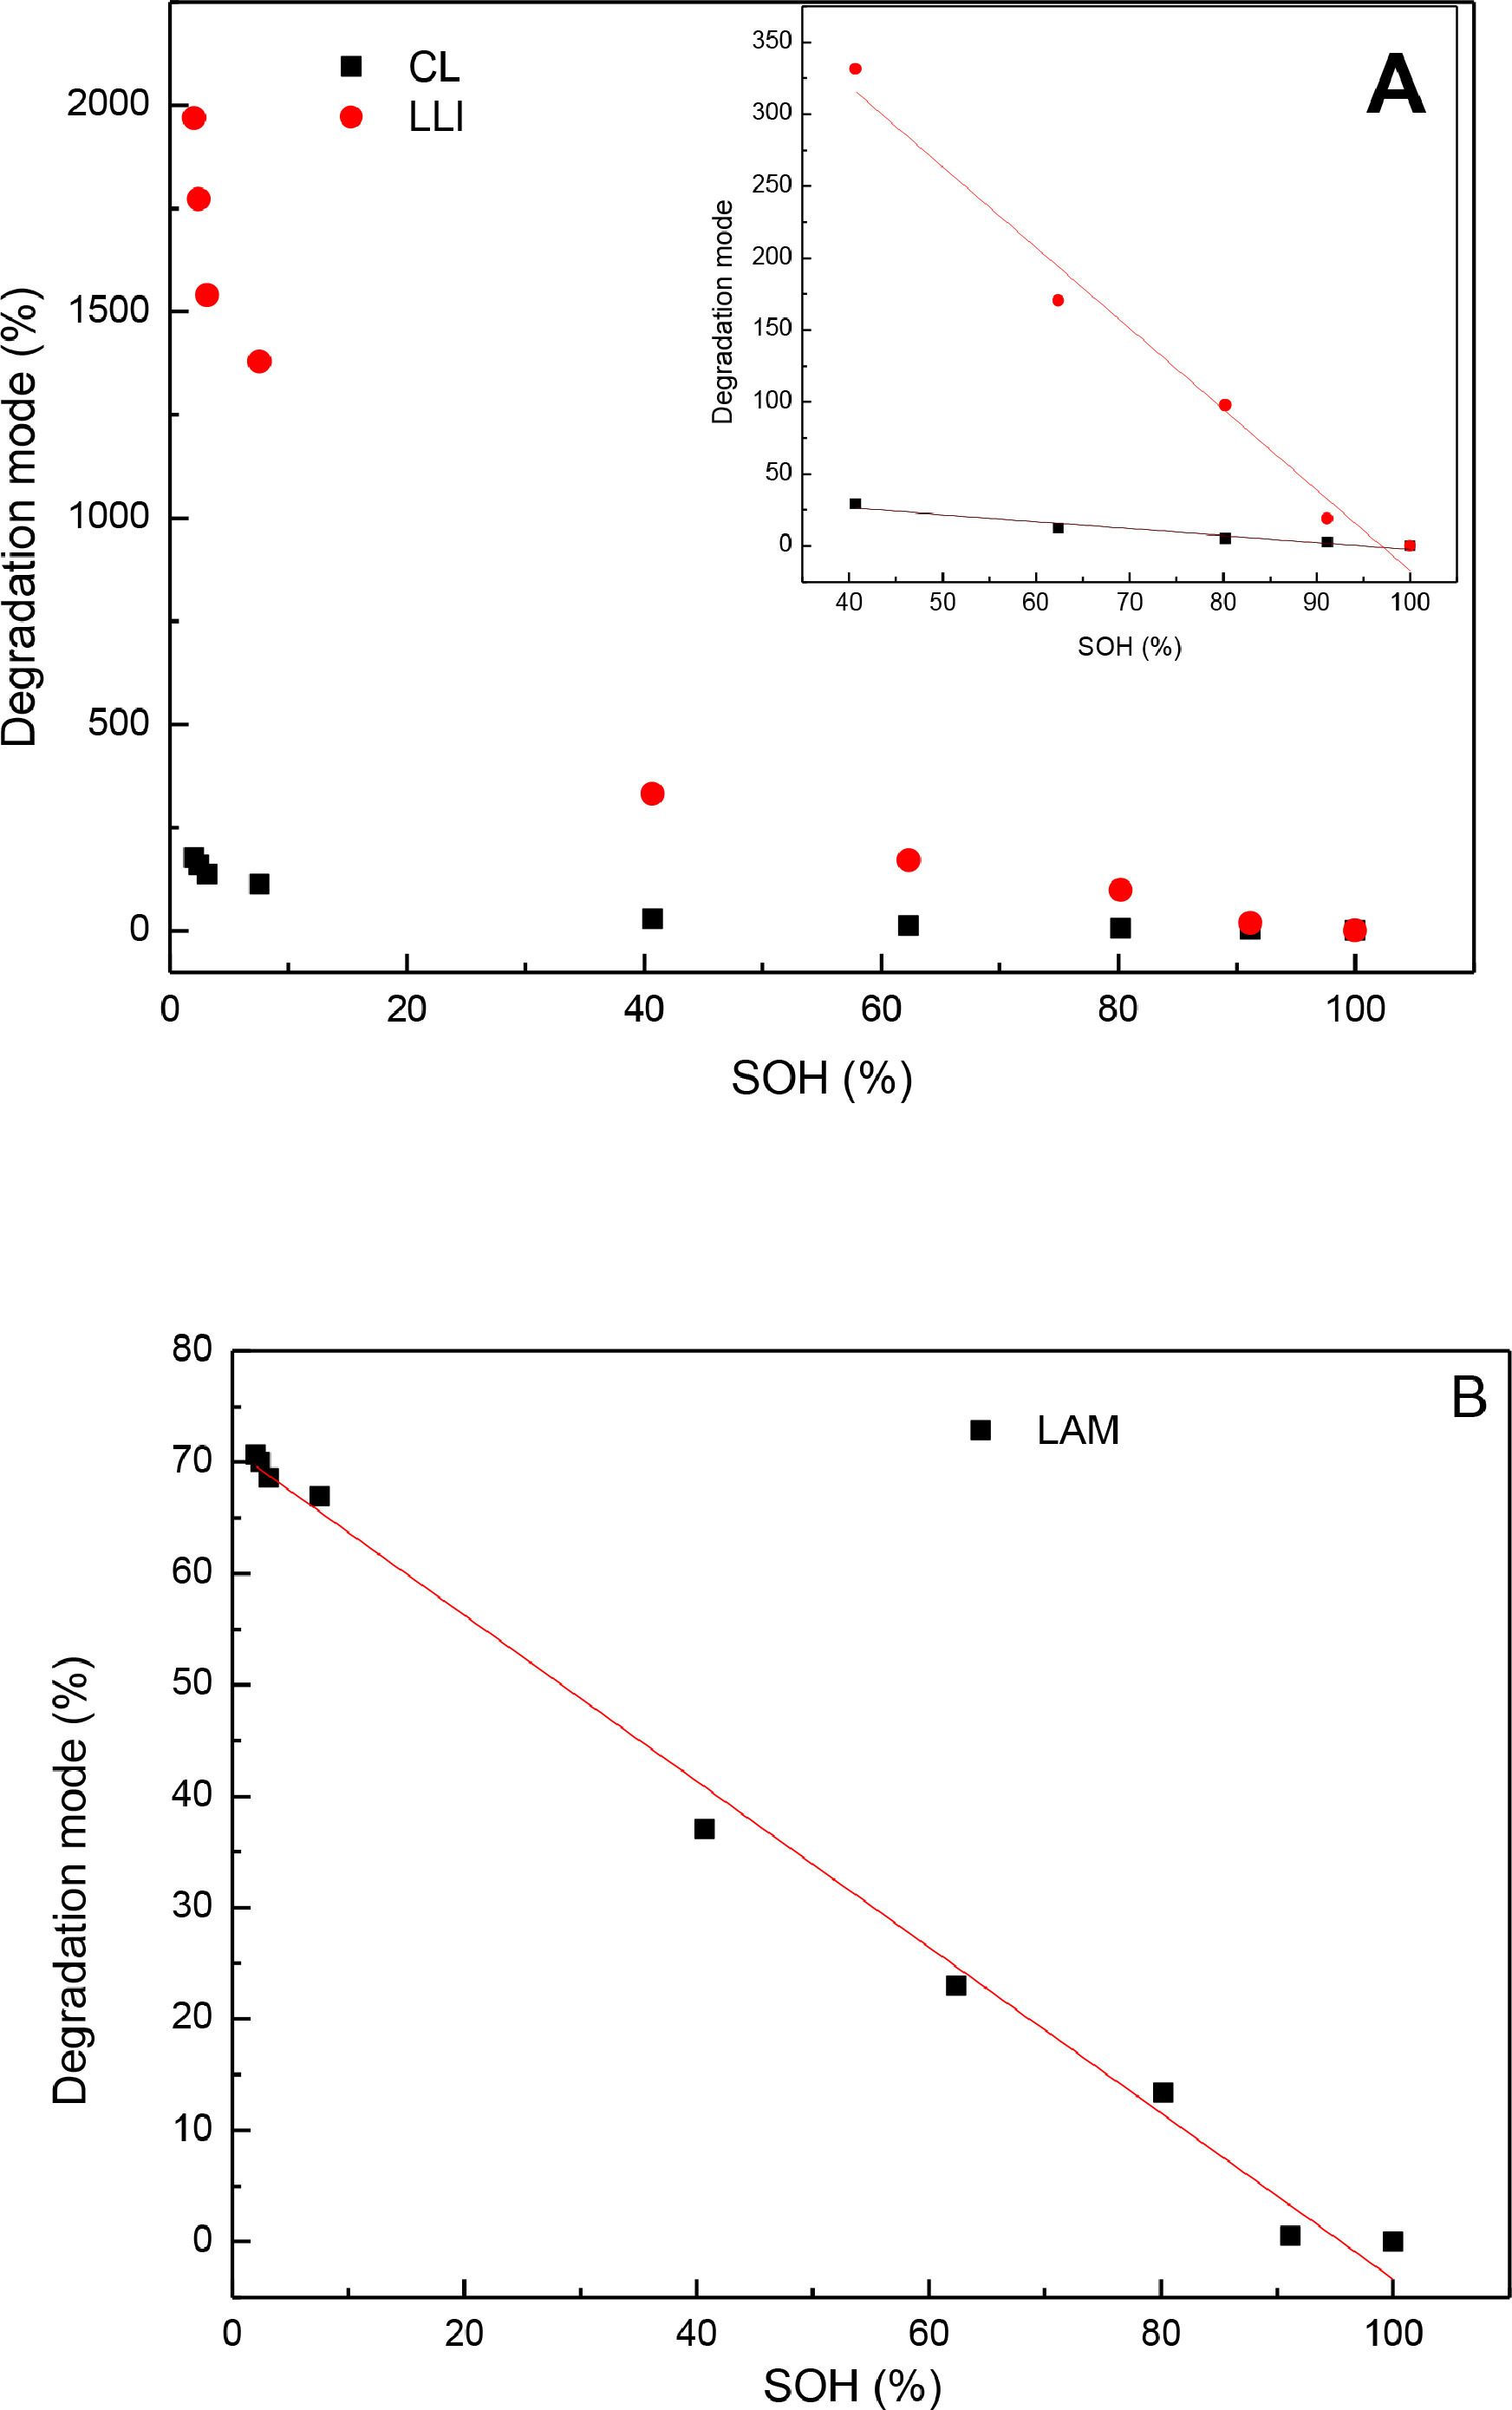 CL
LLI
A
Degradation mode (%)
2000
1500
1000
500
0
0 20 40 60 80 100
SOH (%)
Degradation mode
350
300
250
200
150
100
50
0
40 50 60 70 80 90 100
SOH (%)
B
LAM
Degradation mode (%)
80
70
60
50
40
30
20
10
0
0 20 40 60 80 100
SOH (%)